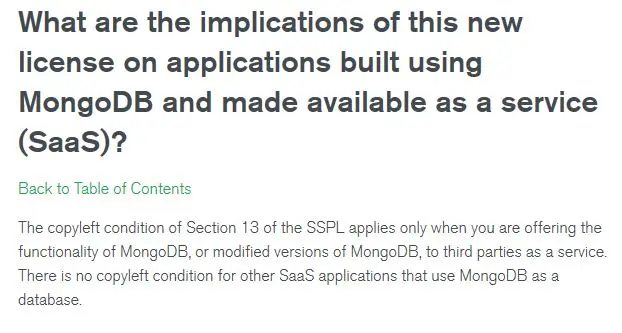 What are the implications of this new
license on applications built using
MongoDB and made available as a service
(SaaS)?
Back to Table of Contents
The copyleft condition of Section 13 of the SSPL applies only when you are offering the
functionality of MongoDB, or modified versions of MongoDB, to third parties as a service.
There is no copyleft condition for other SaaS applications that use MongoDB as a
database.